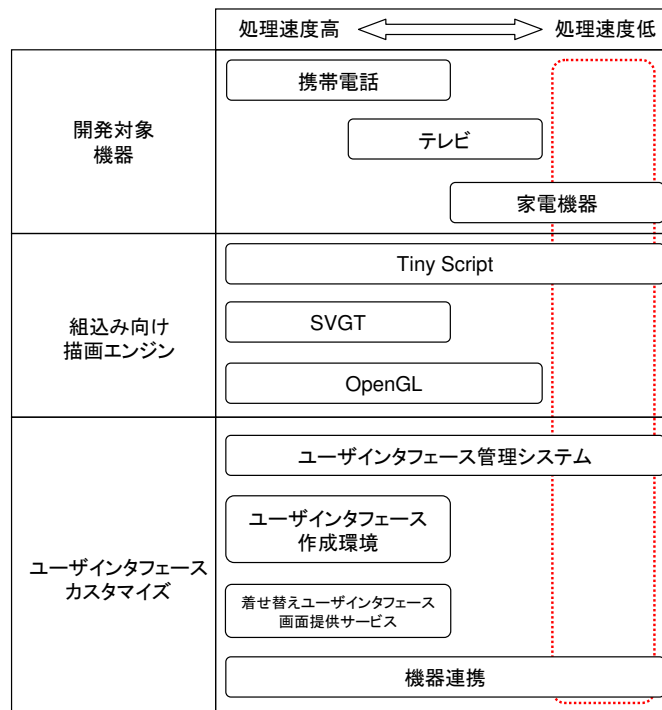 処理速度高
処理速度低
開発対象
機器
携帯電話
テレビ
家電機器
組込み向け
描画エンジン
Tiny Script
SVGT
OpenGL
ユーザインタフェース
カスタマイズ
ユーザインタフェース管理システム
ユーザインタフェース
作成環境
着せ替えユーザインタフェース
画面提供サービス
機器連携